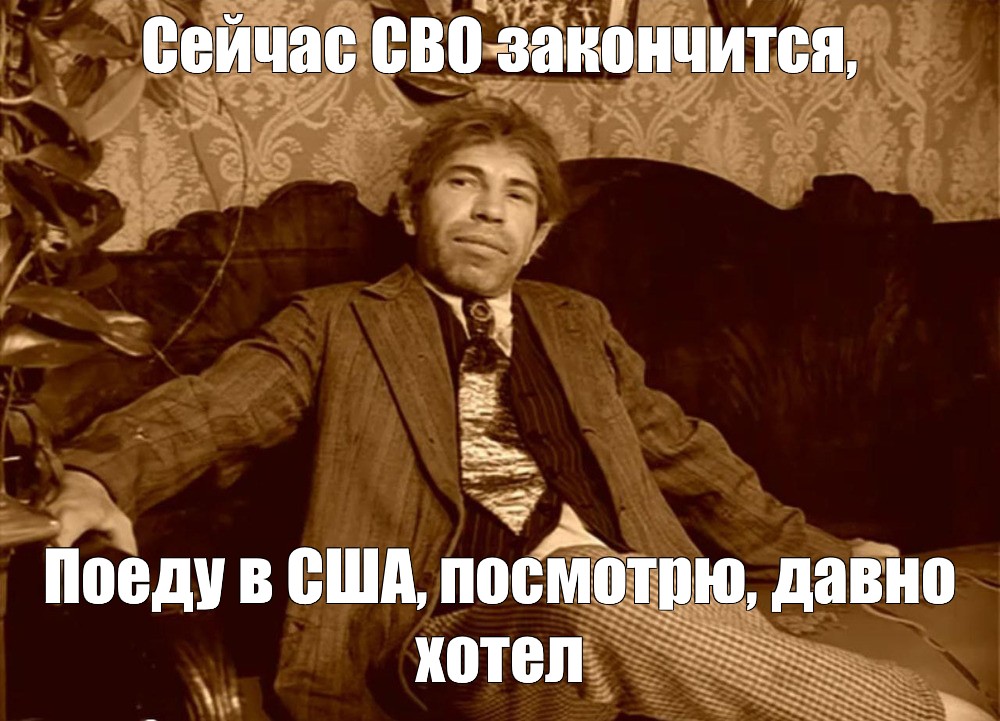 Сейчас СВО закончится,
Поеду в США, посмотрю, давно
хотел